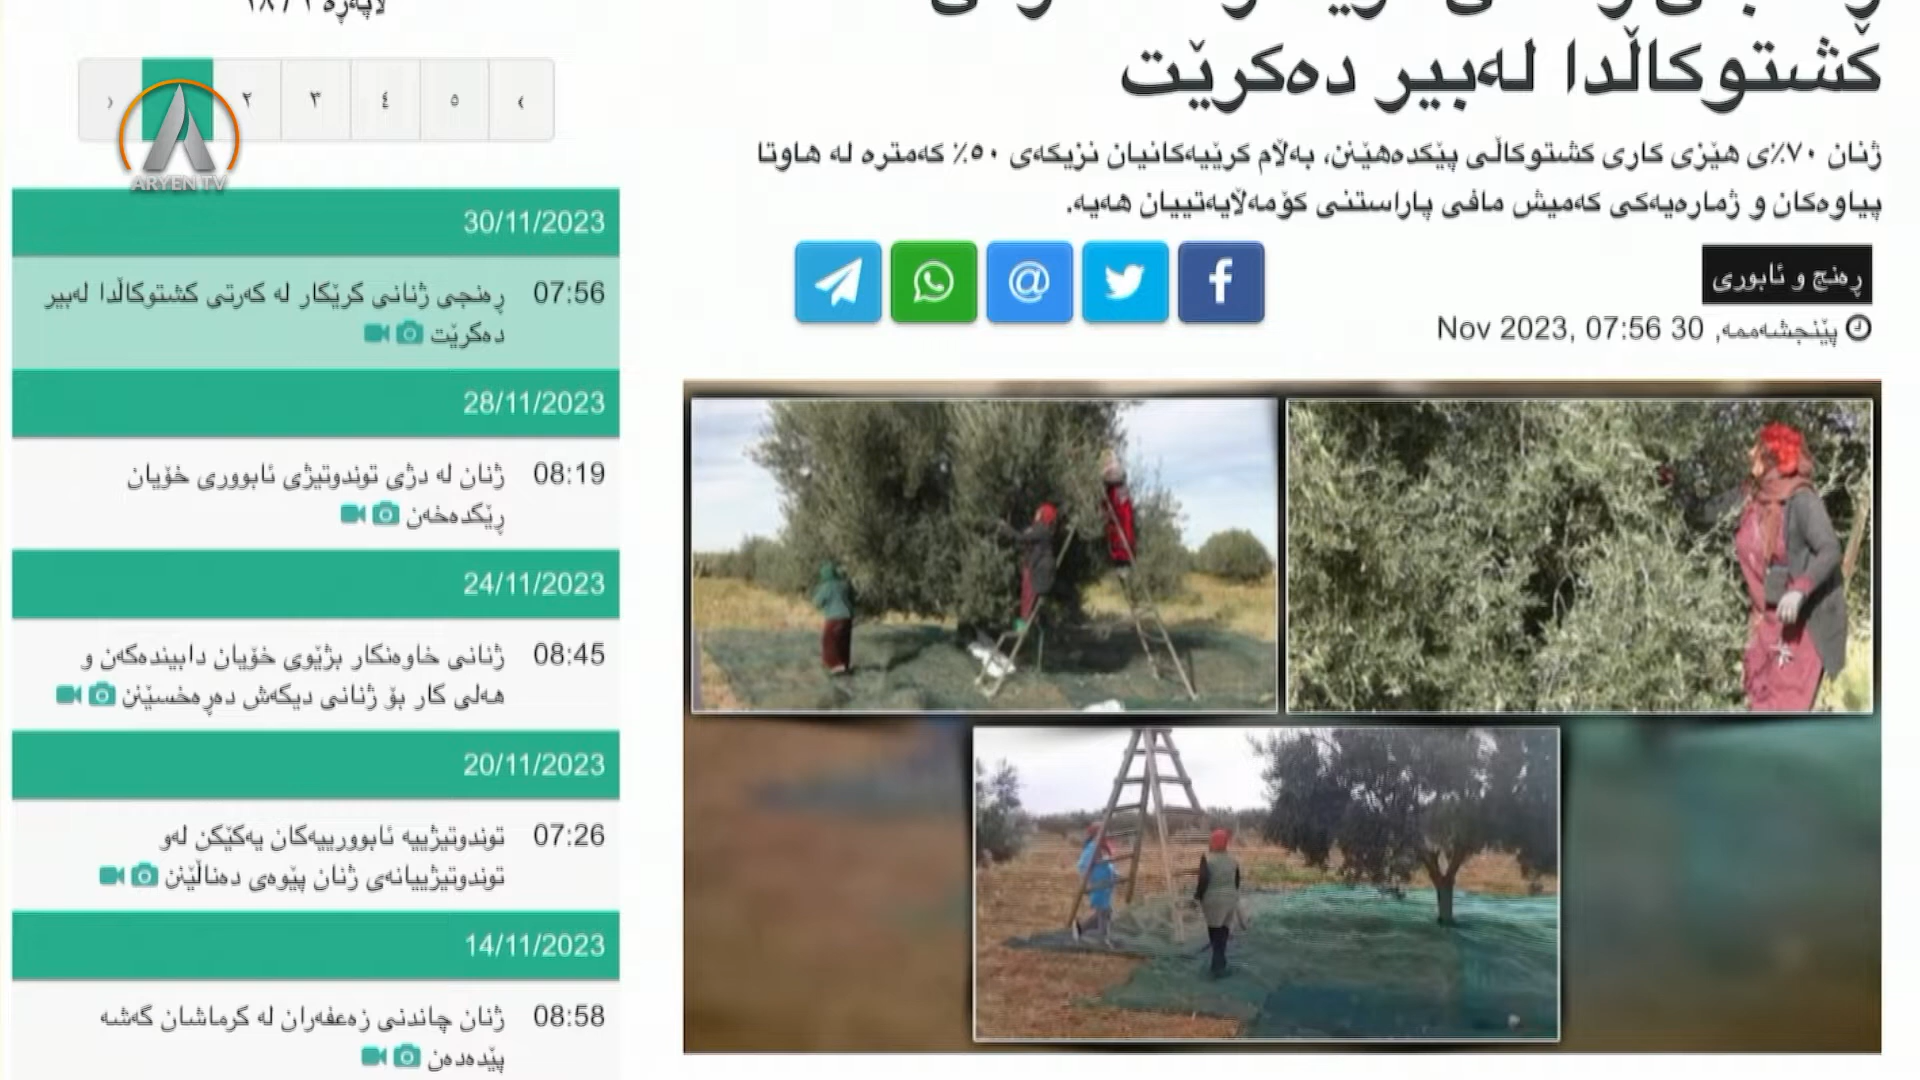 کشتوکاڵدا لەبیر دەکرێت
ژنان ٧٠٪ی هێزی کاری کشتوکاڵی پێکدەهێنن، بەڵام کرێیەکانیان نزیکەی ٥٠٪ کەمترە لە هاوتا
پیاوەکان و ژمارەیەکی کەمیش مافی پاراستنی کۆمەڵایەتییان هەیە.
ڕەنج و ئابوری
پێنجشەممە, 30 Nov 2023, 07:56
٢ ٣ ٤ ٥
ARYEN TV
30/11/2023
07:56 ڕەنجی ژنانی کرێکار لە کەرتی کشتوکاڵدا لەبیر
دەکرێت
28/11/2023
08:19 ژنان لە دژی توندوتیژی ئابووری خۆیان
ڕێکدەخەن
24/11/2023
08:45 ژنانی خاوەنکار بژێوی خۆیان دابیندەکەن و
هەلی کار بۆ ژنانی دیکەش دەڕەخسێنن
20/11/2023
07:26 توندوتیژییە ئابوورییەکان یەکێکن لەو
توندوتیژییانەی ژنان پێوەی دەناڵێنن
14/11/2023
08:58 ژنان چاندنی زەعفەران لە کرماشان گەشە
پێدەدەن